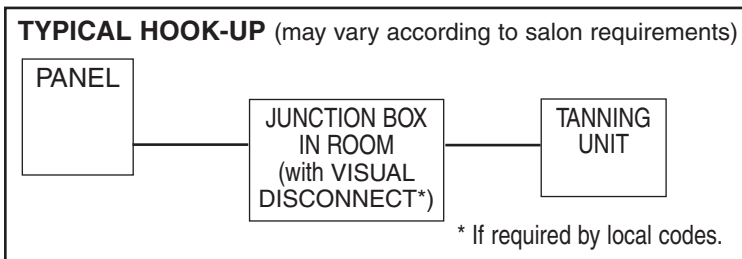 TYPICAL HOOK-UP (may vary according to salon requirements)
PANEL
JUNCTION BOX
IN ROOM
(with VISUAL
DISCONNECT*)
TANNING
UNIT
* If required by local codes.